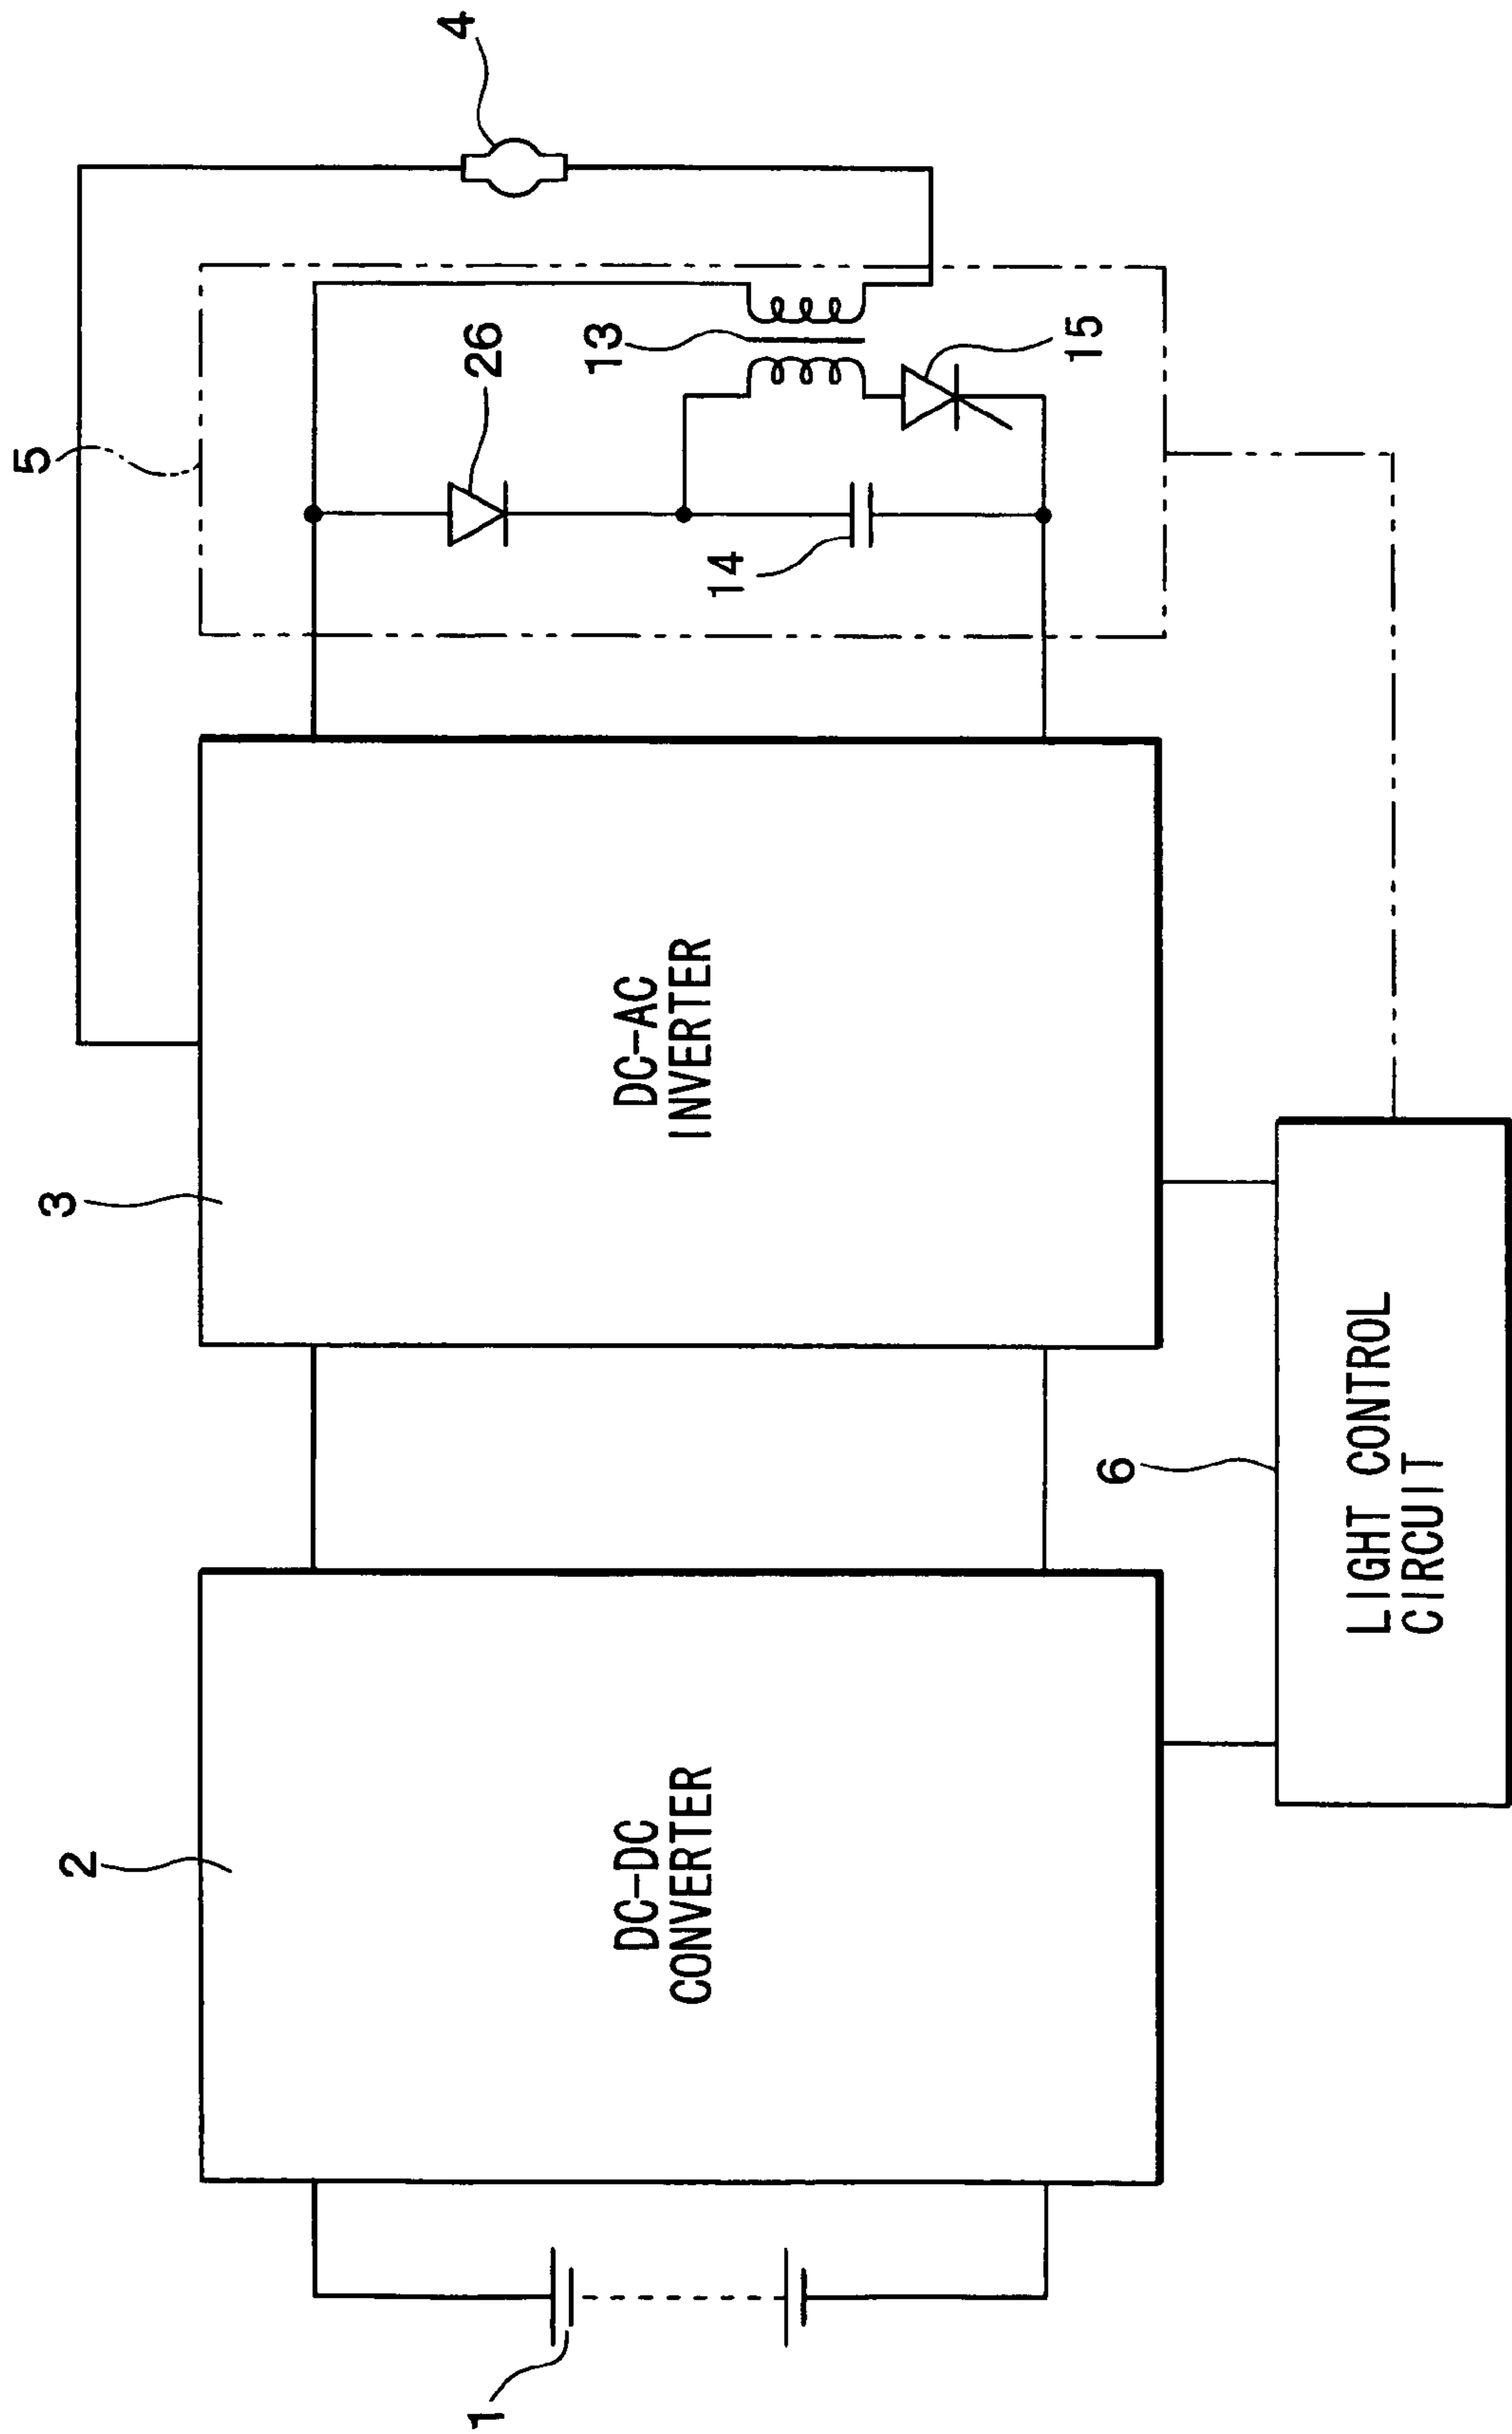 5
4
26
13
15
14
3
DC-AC
INVERTER
2
DC-DC
CONVERTER
6
LIGHT CONTROL
CIRCUIT
1